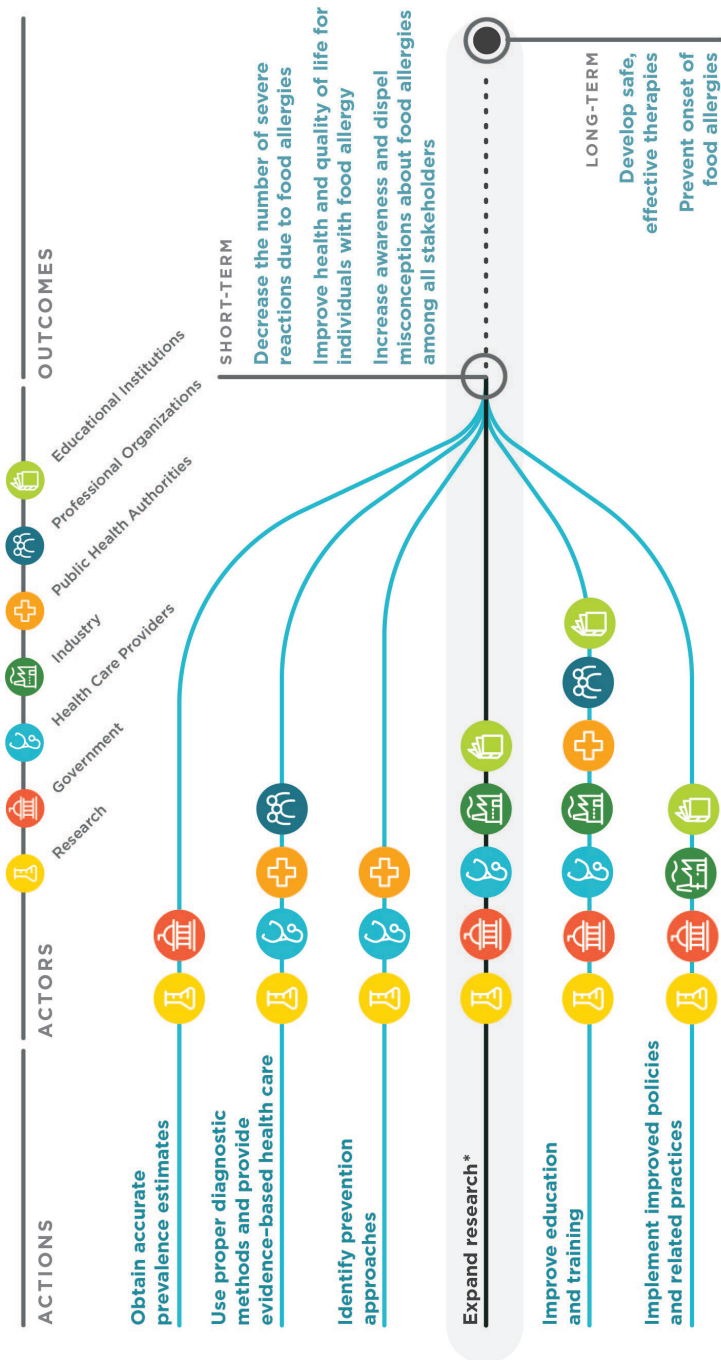 ACTIONS
ACTORS
OUTCOMES
Research
Government
Health Care Providers
Industry
Public Health Authorities
Professional Organizations
Educational Institutions
Obtain accurate
prevalence estimates
Use proper diagnostic
methods and provide
evidence-based health care
Identify prevention
approaches
Expand research*
Improve education
and training
Implement improved policies
and related practices
SHORT-TERM
Decrease the number of severe
reactions due to food allergies
Improve health and quality of life for
individuals with food allergy
Increase awareness and dispel
misconceptions about food allergies
among all stakeholders
LONG-TERM
Develop safe,
effective therapies
Prevent onset of
food allergies